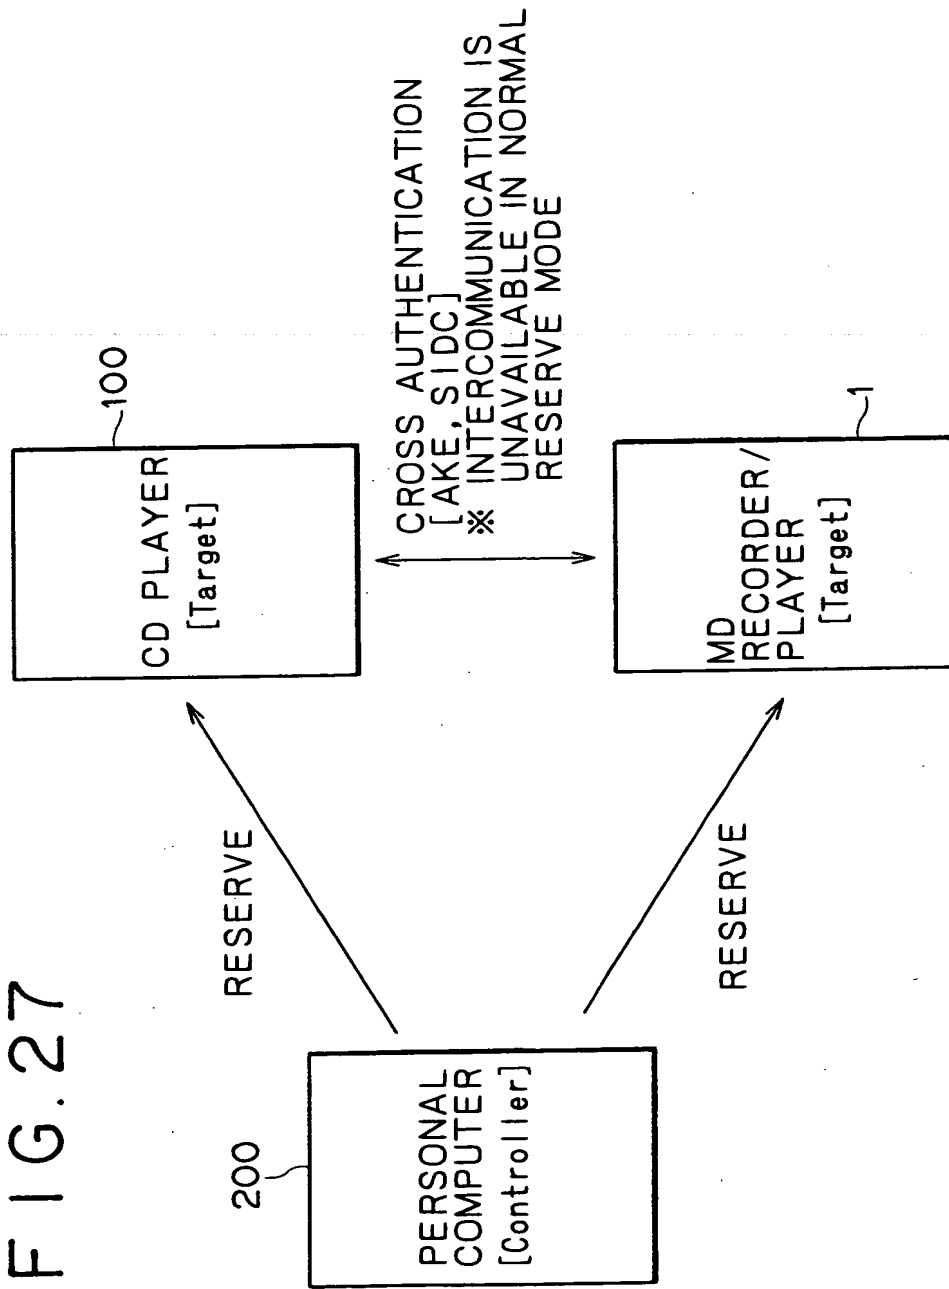 FIG.27
200
PERSONAL
COMPUTER
[Controller]
RESERVE
RESERVE
100
CD PLAYER
[Target]
CROSS AUTHENTICATION
[AKE,SIDC]
※ INTERCOMMUNICATION IS
UNAVAILABLE IN NORMAL
RESERVE MODE
1
MD
RECORDER/
PLAYER
[Target]